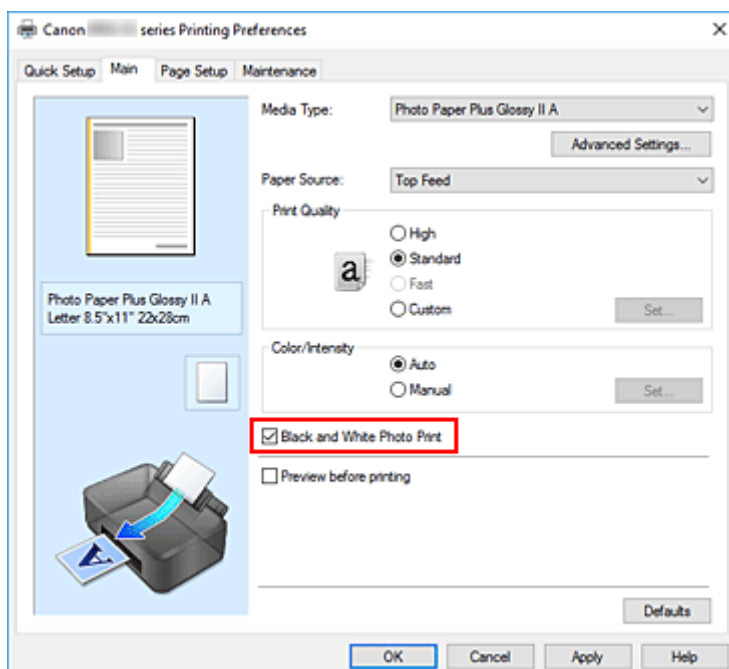 Canon series Printing Preferences
Quick Setup Main Page Setup Maintenance
Media Type: Photo Paper Plus Glossy II A
Advanced Settings...
Paper Source: Top Feed
Print Quality
High
a Standard
Fast
Custom Set...
Photo Paper Plus Glossy II A
Letter 8.5"x11" 22x28cm
Color/Intensity
Auto
Manual Set...
Black and White Photo Print
Preview before printing
A
Defaults
OK Cancel Apply Help